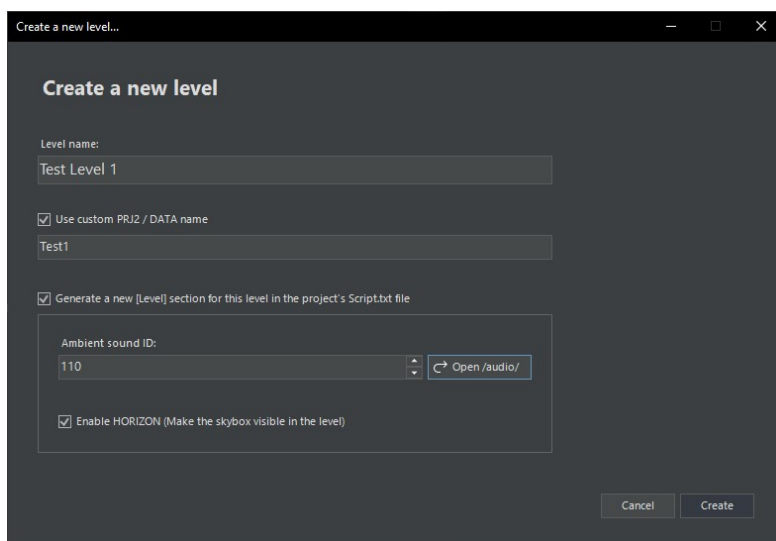 Create a new level...
Create a new level
Level name:
Test Level 1
Use custom PRJ2 / DATA name
Test1
Generate a new [Level] section for this level in the project's Script.txt file
Ambient sound ID:
110
Open /audio/
Enable HORIZON (Make the skybox visible in the level)
Cancel
Create